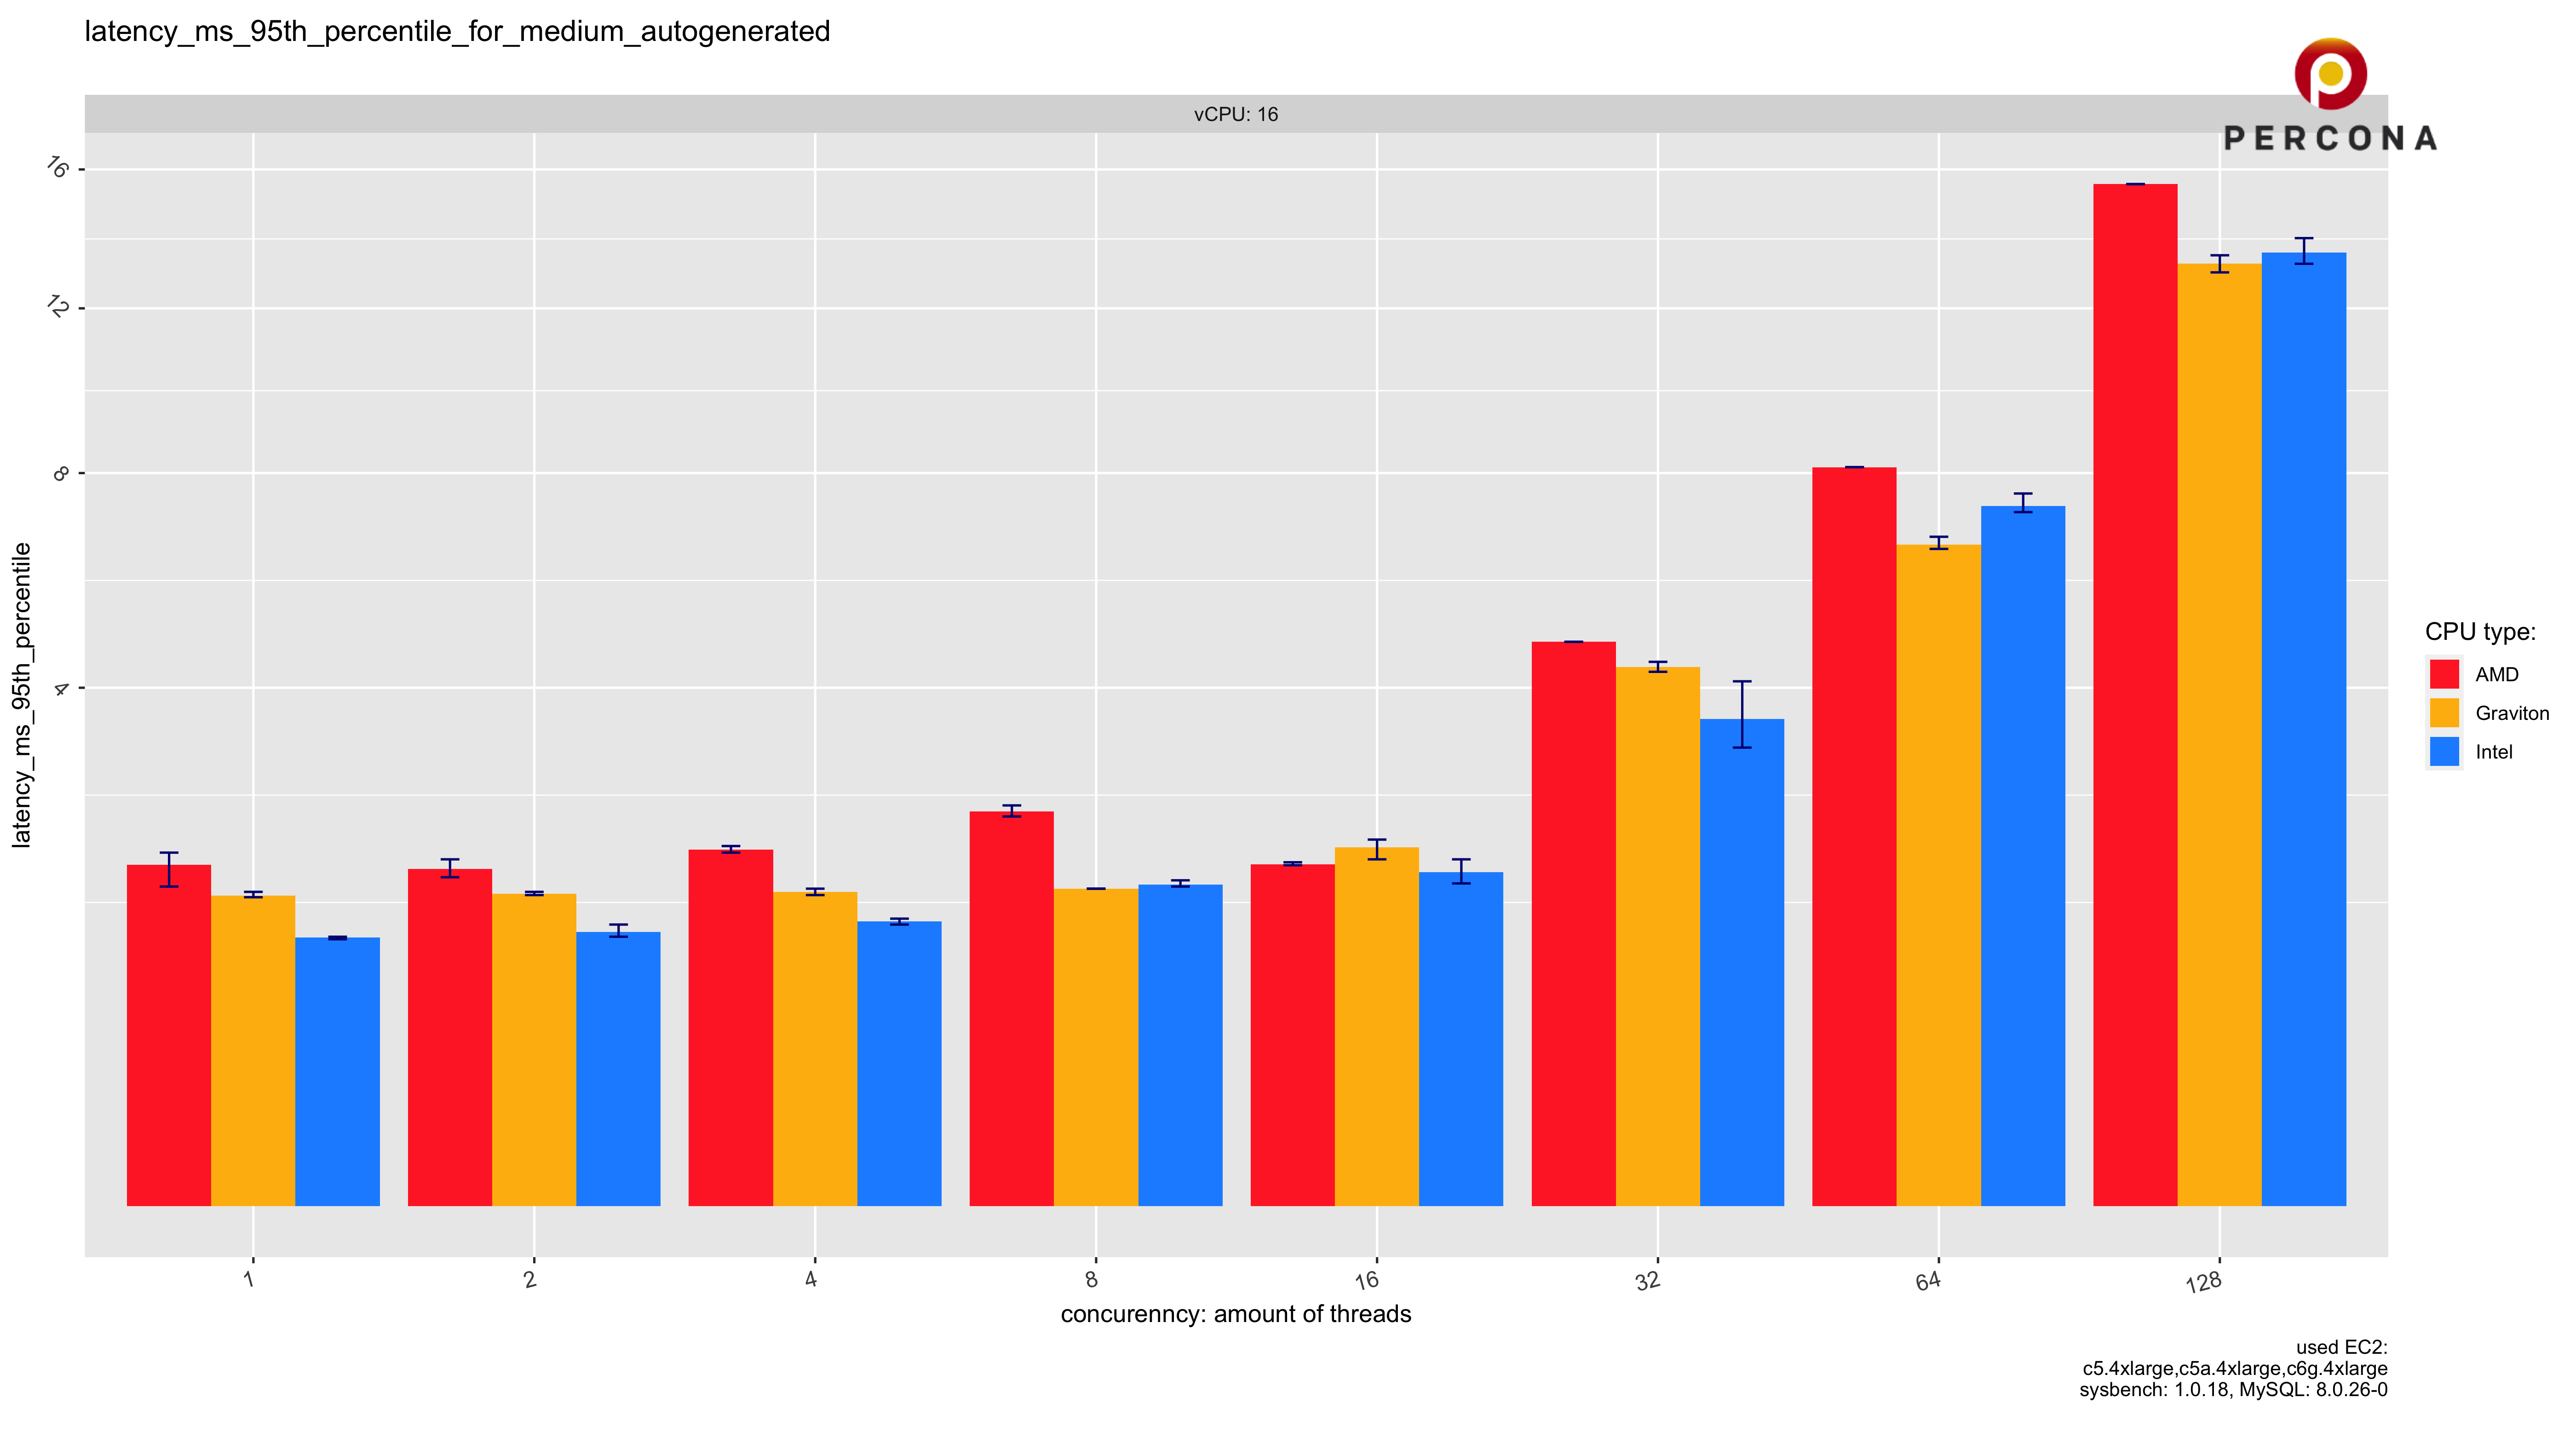 latency_ms_95th_percentile_for_medium_autogenerated
PERCONA
vCPU: 16
16
12
8
4
latency_ms_95th_percentile
1
2
4
8
16
32
64
128
concurenncy: amount of threads
CPU type:
AMD
Graviton
Intel
used EC2:
c5.4xlarge,c5a.4xlarge,c6g.4xlarge
sysbench: 1.0.18, MySQL: 8.0.26-0